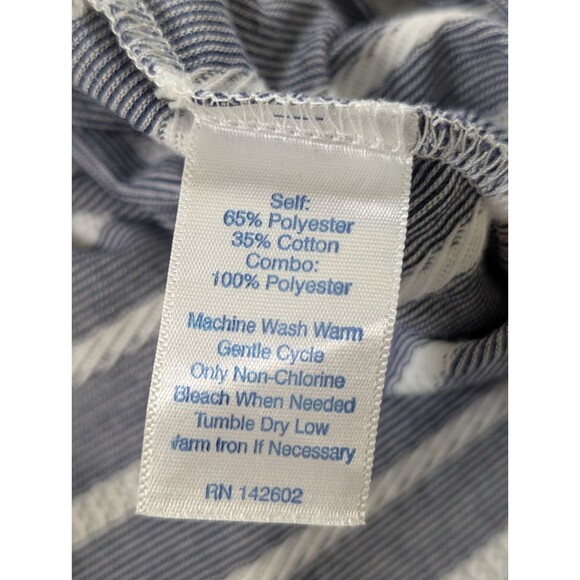 Self:
65% Polyester
35% Cotton
Combo:
100% Polyester
Machine Wash Warm
Gentle Cycle
Only Non-Chlorine
Bleach When Needed
Tumble Dry Low
Warm Iron If Necessary
RN 142602